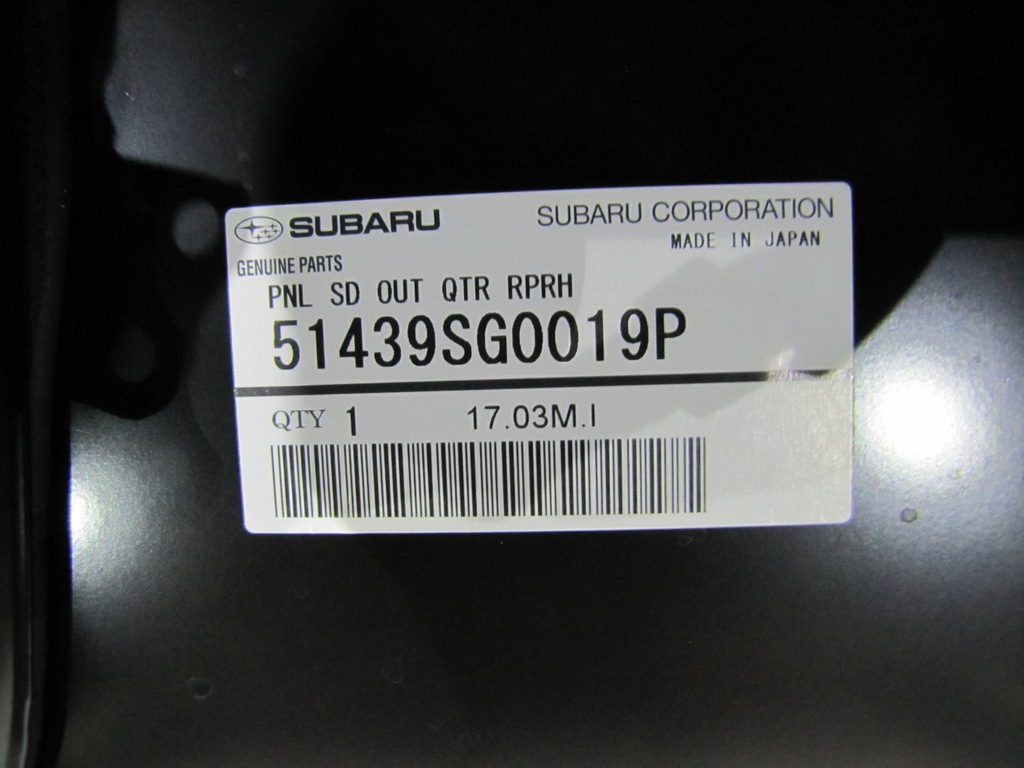 SUBARU SUBARU CORPORATION
MADE IN JAPAN
GENUINE PARTS
PNL SD OUT QTR RPRH
51439SG0019P
QTY 1 17.03M.I